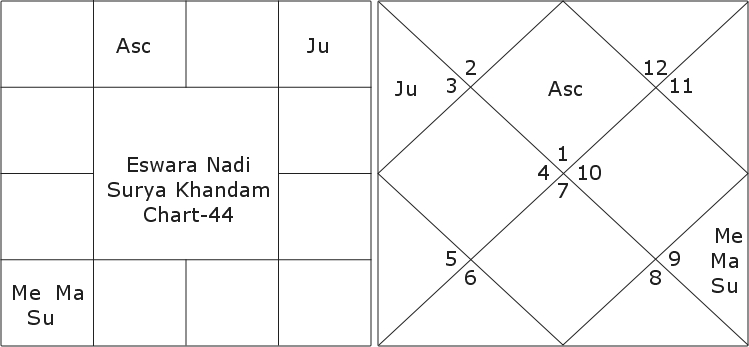 Asc
Ju
Eswara Nadi
Surya Khandam
Chart-44
Me Ma
Su
2
12
3
Ju
Asc
11
1
4
10
7
5
9
6
8
Me
Ma
Su